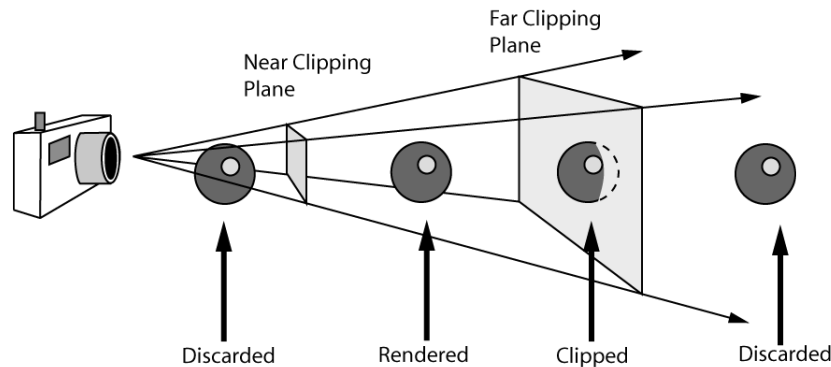 Far Clipping
Plane
Near Clipping
Plane
Discarded
Rendered
Clipped
Discarded